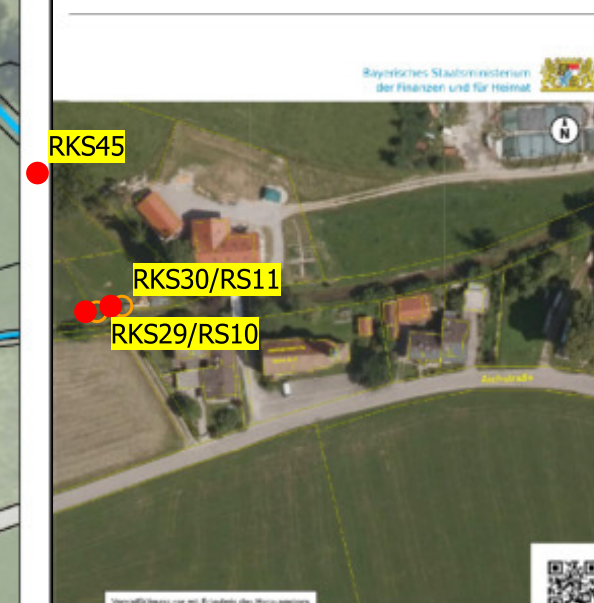 Bayerisches Staatsministerium
der Finanzen und für Heimat
N
RKS45
RKS30/RS11
RKS29/RS10